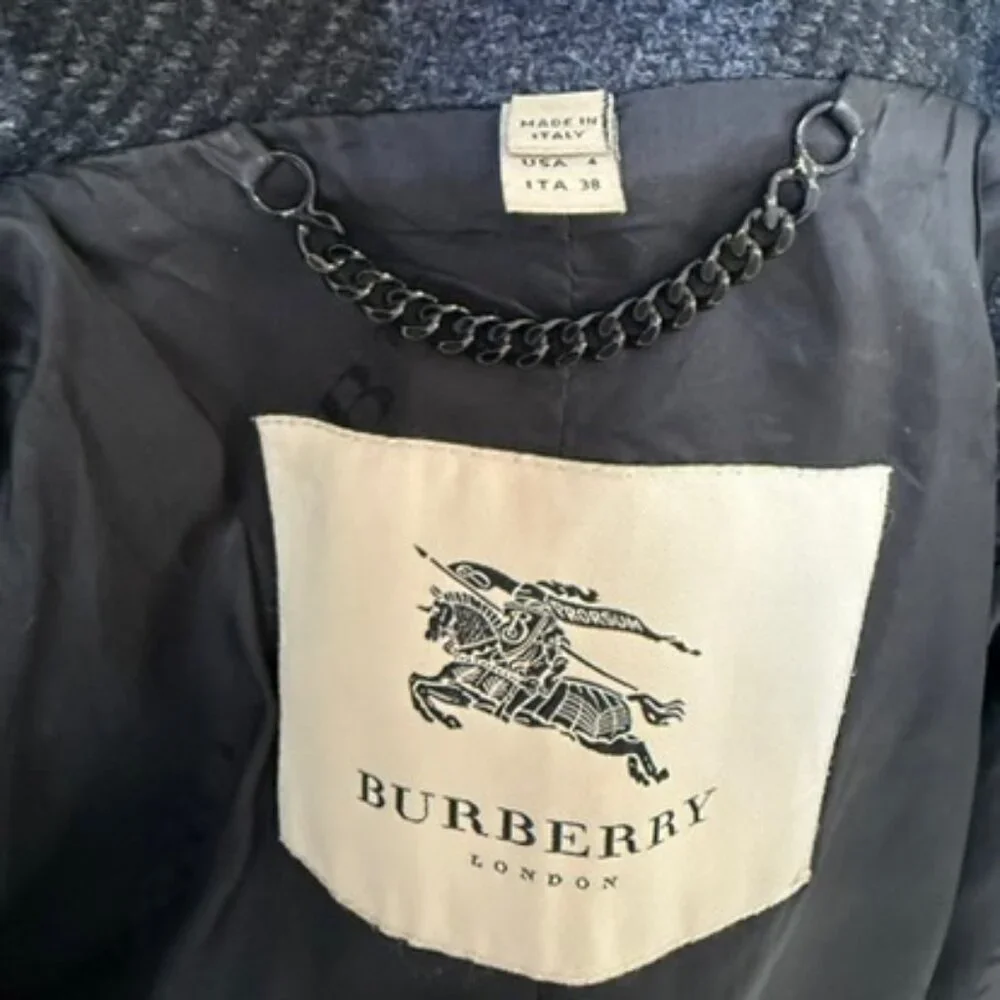 MADE IN
ITALY
USA 4
ITA 38
B
PRORSUM
B
BURBERRY
LONDON